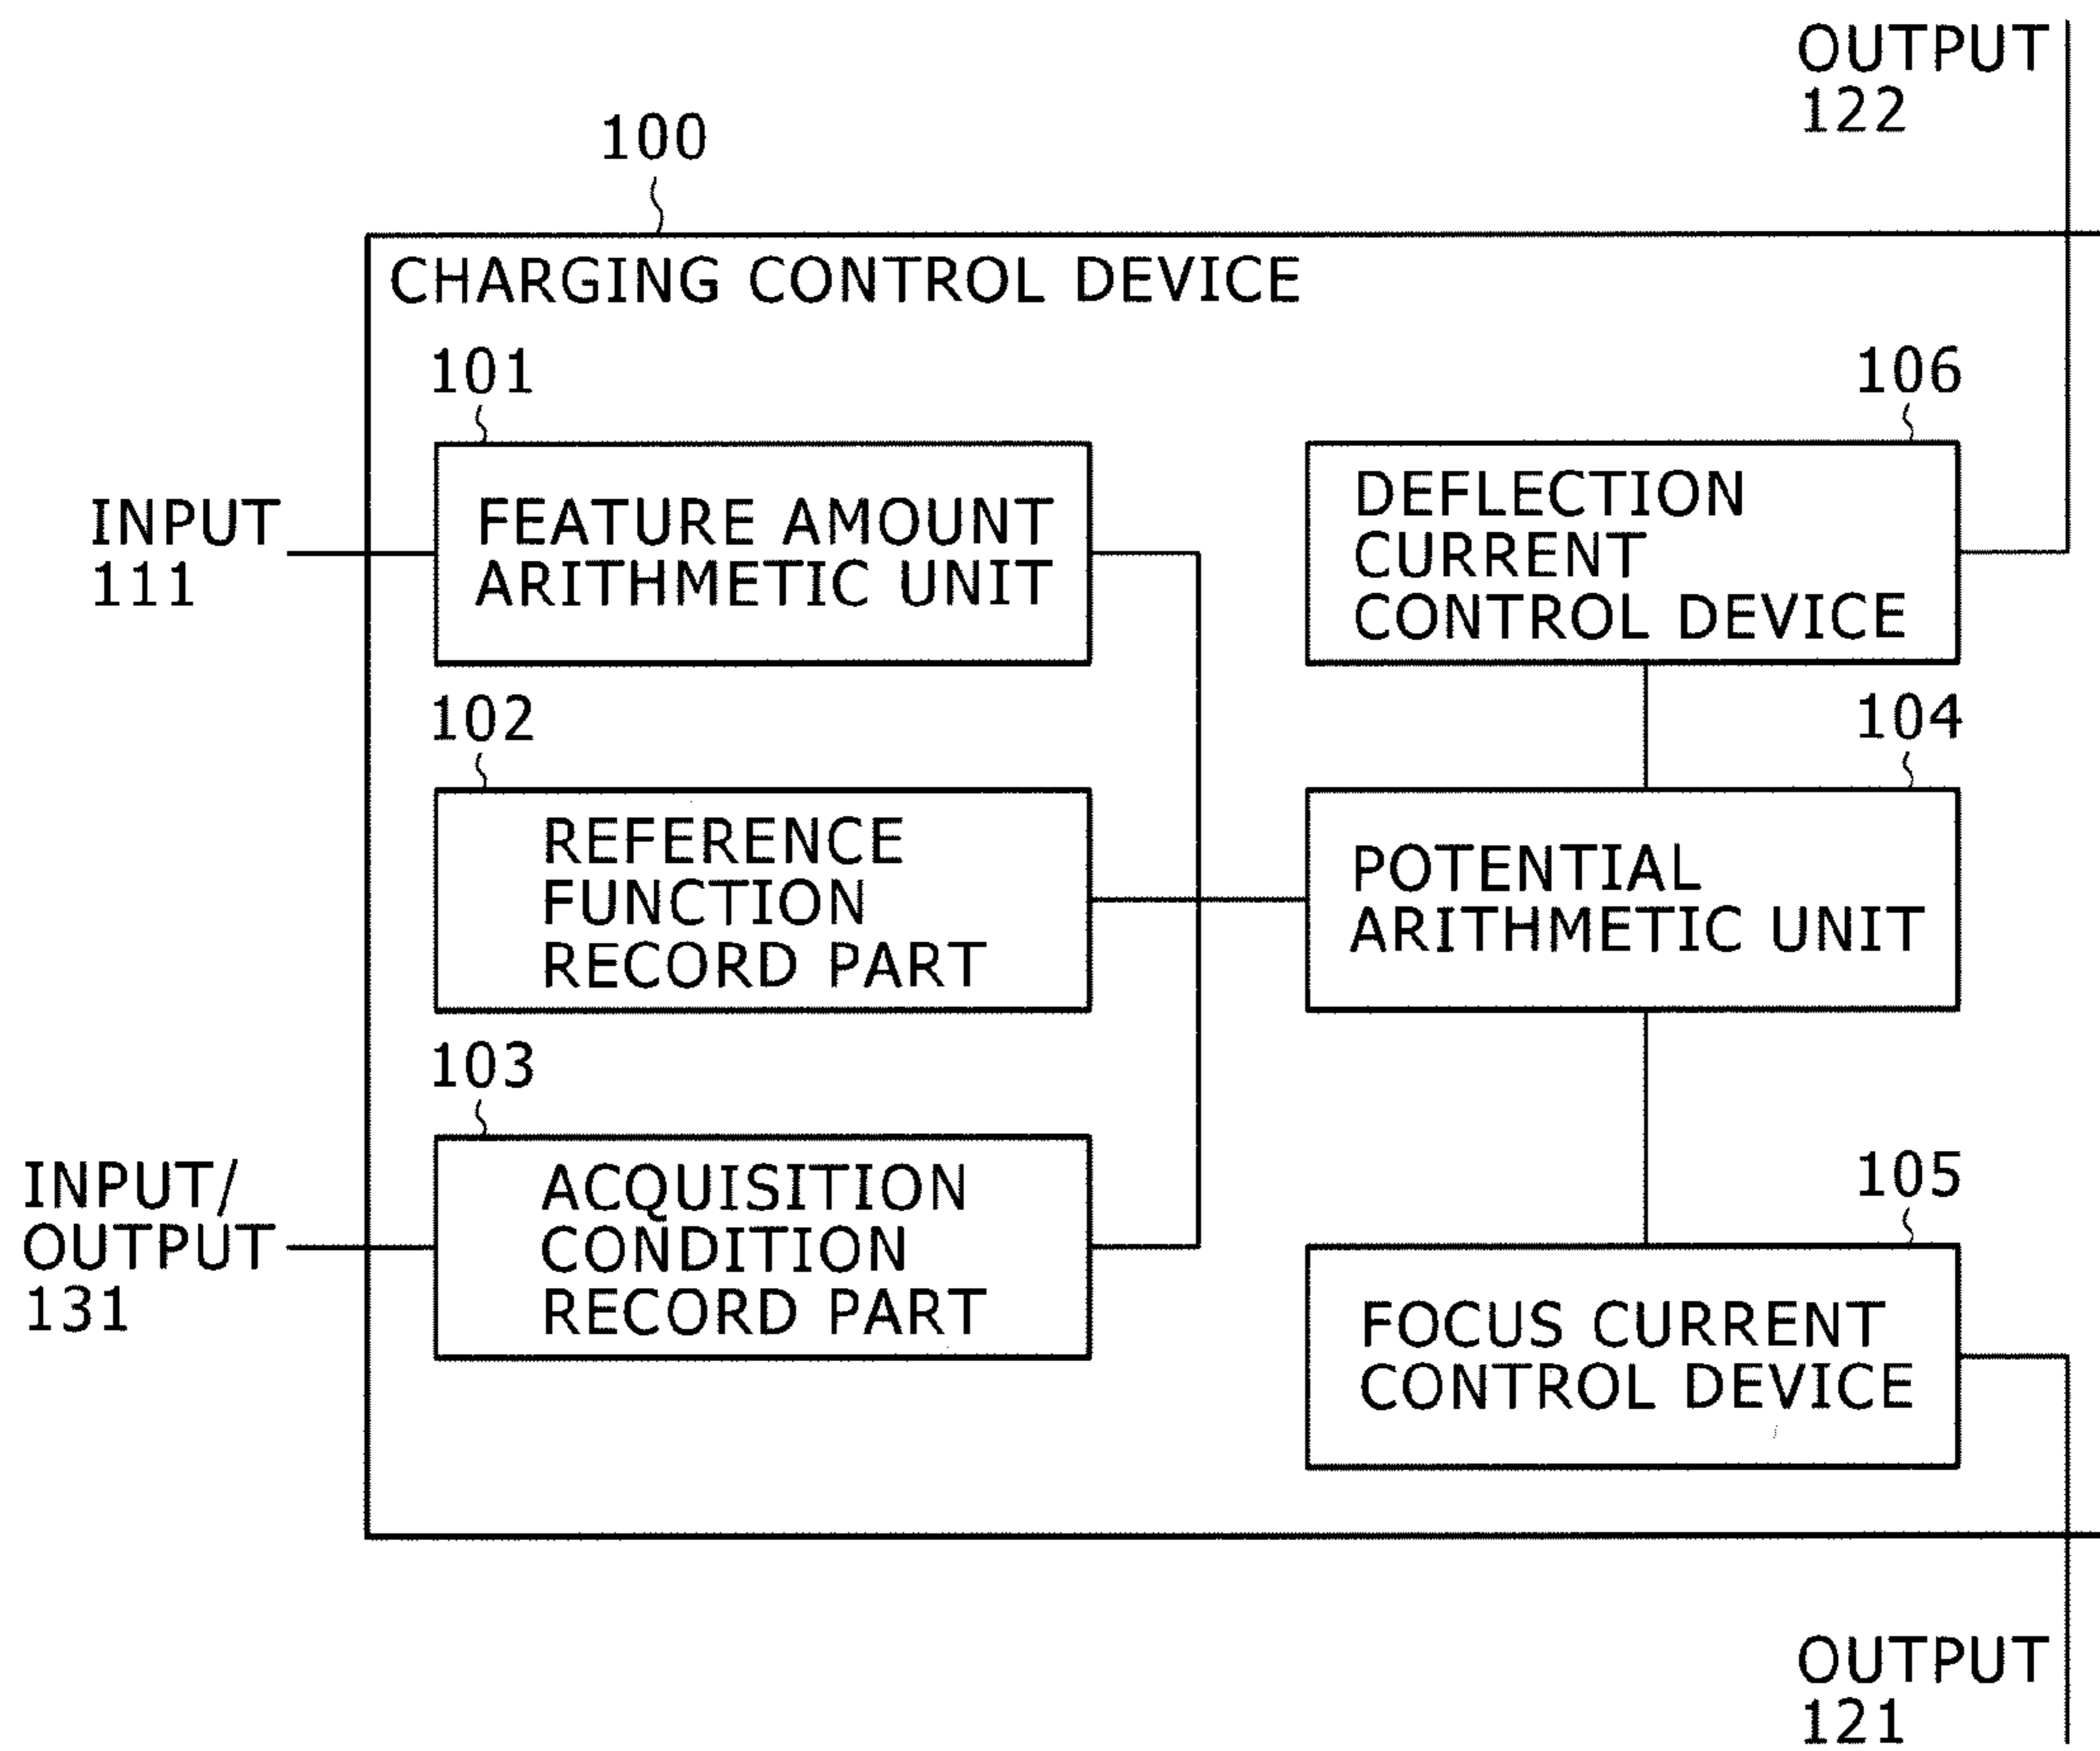 OUTPUT
122
100
CHARGING CONTROL DEVICE
101
106
INPUT
111
FEATURE AMOUNT
ARITHMETIC UNIT
DEFLECTION
CURRENT
CONTROL DEVICE
102
104
REFERENCE
FUNCTION
RECORD PART
POTENTIAL
ARITHMETIC UNIT
103
105
INPUT/
OUTPUT
131
ACQUISITION
CONDITION
RECORD PART
FOCUS CURRENT
CONTROL DEVICE
OUTPUT
121